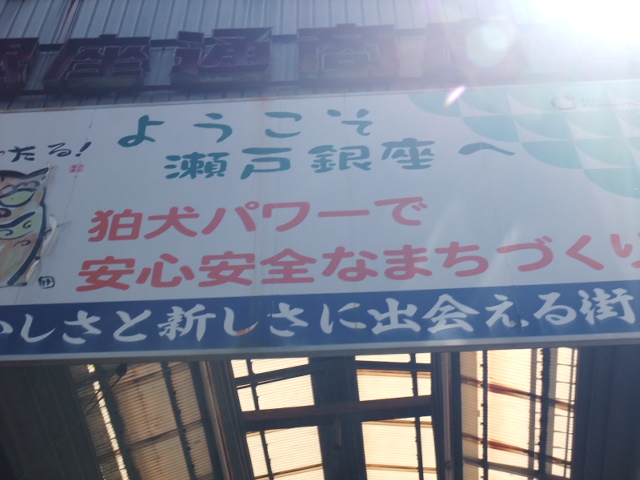 銀座通商
たる!
ようこそ
瀬戸銀座へ
狛犬パワーで
安心安全なまちづくり
かしさと新しさに出会える街